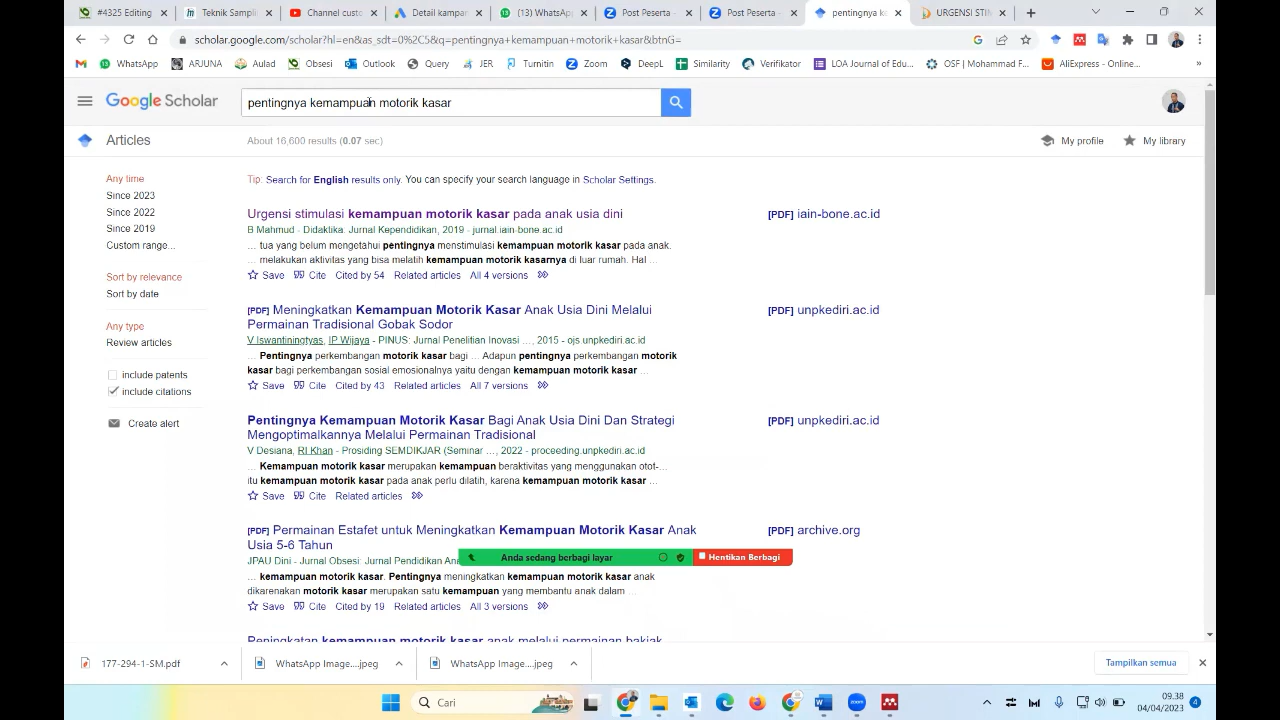 #4325 Editing
Teknik Sampli
Channel custo
Detail kampar
(13) WhatsApp
Post Peserta -
Post Peserta -
pentingnya ke
URGENSI STI
scholar.google.com/scholar?hl=en&as_sdt=0%2C5&q=pentingnya+kemampuan+motorik+kasar&btnG=
WhatsApp
ARJUNA
Aulad
Obsesi
Outlook
Query
JER
Turnitin
Zoom
DeepL
Similarity
Verifikator
LOA Journal of Edu...
OSF | Mohammad F...
AliExpress - Online...
Google Scholar
pentingnya kemampuan motorik kasar
Articles
About 16,600 results (0.07 sec)
My profile
My library
Any time
Since 2023
Since 2022
Since 2019
Custom range...
Sort by relevance
Sort by date
Any type
Review articles
include patents
include citations
Create alert
Tip: Search for English results only. You can specify your search language in Scholar Settings.
Urgensi stimulasi kemampuan motorik kasar pada anak usia dini
[PDF] iain-bone.ac.id
B Mahmud - Didaktika: Jurnal Kependidikan, 2019 - jurnal.iain-bone.ac.id
... tua yang belum mengetahui pentingnya menstimulasi kemampuan motorik kasar pada anak.
... melakukan aktivitas yang bisa melatih kemampuan motorik kasarnya di luar rumah. Hal ...
Save Cite Cited by 54 Related articles All 4 versions
[PDF] Meningkatkan Kemampuan Motorik Kasar Anak Usia Dini Melalui
Permainan Tradisional Gobak Sodor
[PDF] unpkediri.ac.id
V Iswantiningtyas, IP Wijaya - PINUS: Jurnal Penelitian Inovasi ..., 2015 - ojs.unpkediri.ac.id
... Pentingnya perkembangan motorik kasar bagi ... Adapun pentingnya perkembangan motorik
kasar bagi perkembangan sosial emosionalnya yaitu dengan kemampuan motorik kasar ...
Save Cite Cited by 43 Related articles All 7 versions
Pentingnya Kemampuan Motorik Kasar Bagi Anak Usia Dini Dan Strategi
Mengoptimalkannya Melalui Permainan Tradisional
[PDF] unpkediri.ac.id
V Desiana, RI Khan - Prosiding SEMDIKJAR (Seminar ..., 2022 - proceeding.unpkediri.ac.id
... Kemampuan motorik kasar merupakan kemampuan beraktivitas yang menggunakan otot-...
itu kemampuan motorik kasar pada anak perlu dilatih, karena kemampuan motorik kasar ...
Save Cite Related articles
[PDF] Permainan Estafet untuk Meningkatkan Kemampuan Motorik Kasar Anak
Usia 5-6 Tahun
[PDF] archive.org
JPAU Dini - Jurnal Obsesi: Jurnal Pendidikan An
Anda sedang berbagi layar
Hentikan Berbagi
... kemampuan motorik kasar. Pentingnya meningkatkan kemampuan motorik kasar anak
dikarenakan motorik kasar merupakan satu kemampuan yang membantu anak dalam ...
Save Cite Cited by 19 Related articles All 3 versions
Peningkatan kemampuan motorik kasar anak melalui permainan bakiak
177-294-1-SM.pdf
WhatsApp Image....jpeg
WhatsApp Image....jpeg
Tampilkan semua
Cari
09.38
04/04/2023